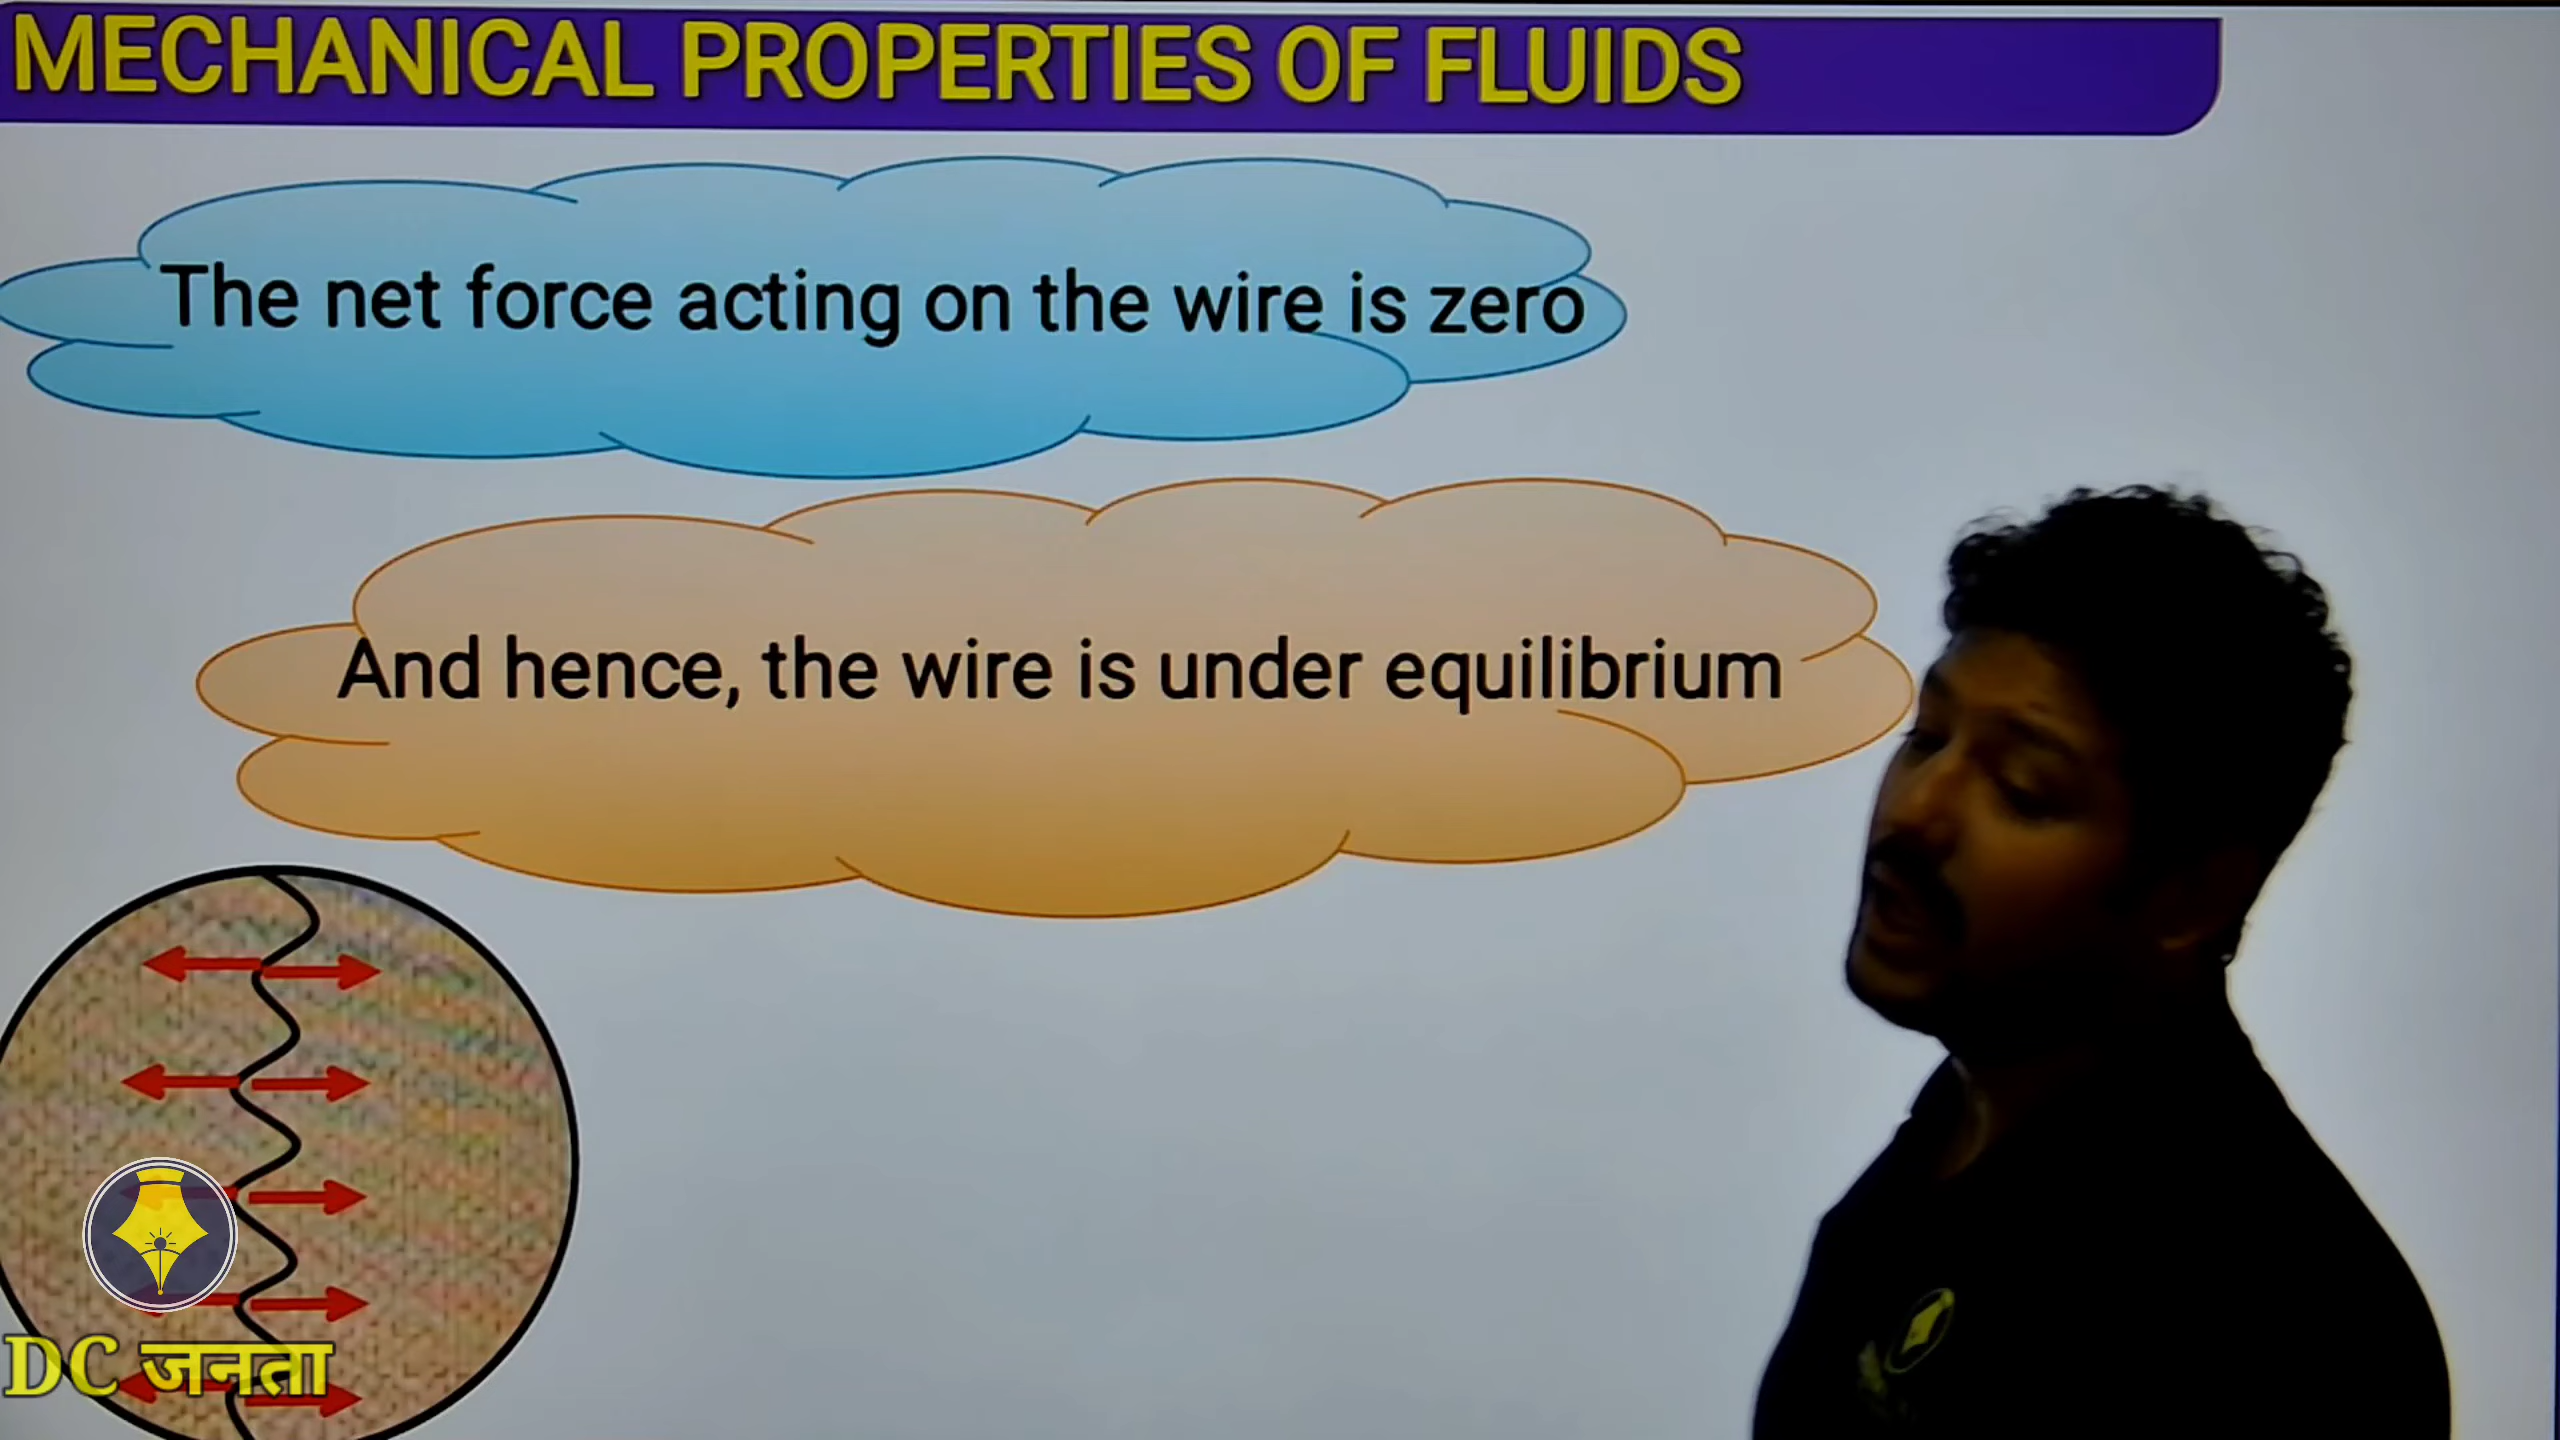 MECHANICAL PROPERTIES OF FLUIDS
The net force acting on the wire is zero
And hence, the wire is under equilibrium
DC जनता